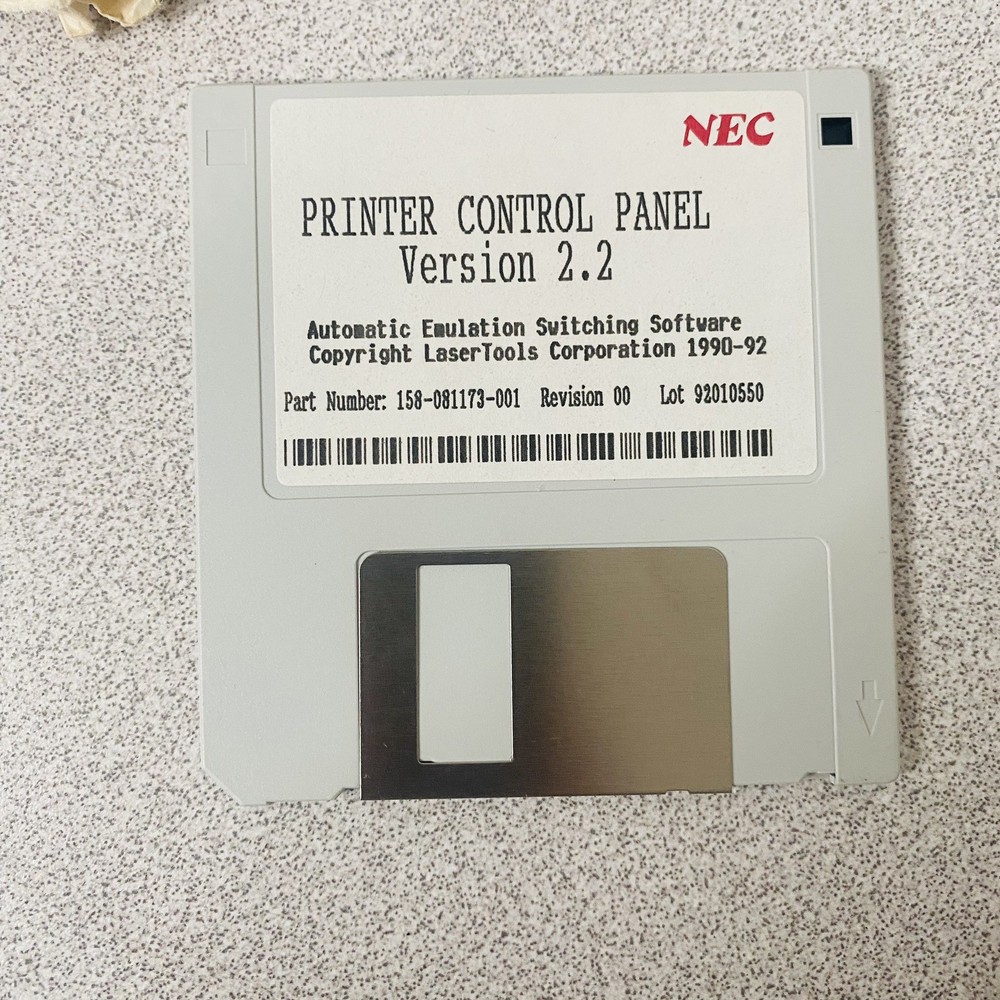 NEC
PRINTER CONTROL PANEL
Version 2.2
Automatic Emulation Switching Software
Copyright LaserTools Corporation 1990-92
Part Number: 158-081173-001 Revision 00 Lot 92010550